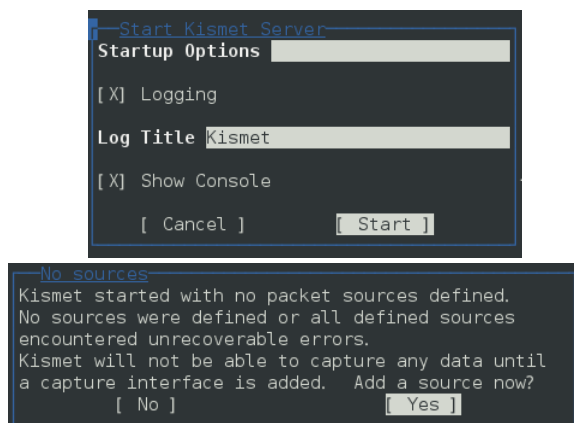 Start Kismet Server
Startup Options
[X] Logging
Log Title Kismet
[X] Show Console
[ Cancel ] [ Start ]
No sources
Kismet started with no packet sources defined.
No sources were defined or all defined sources
encountered unrecoverable errors.
Kismet will not be able to capture any data until
a capture interface is added.  Add a source now?
[ No ] [ Yes ]